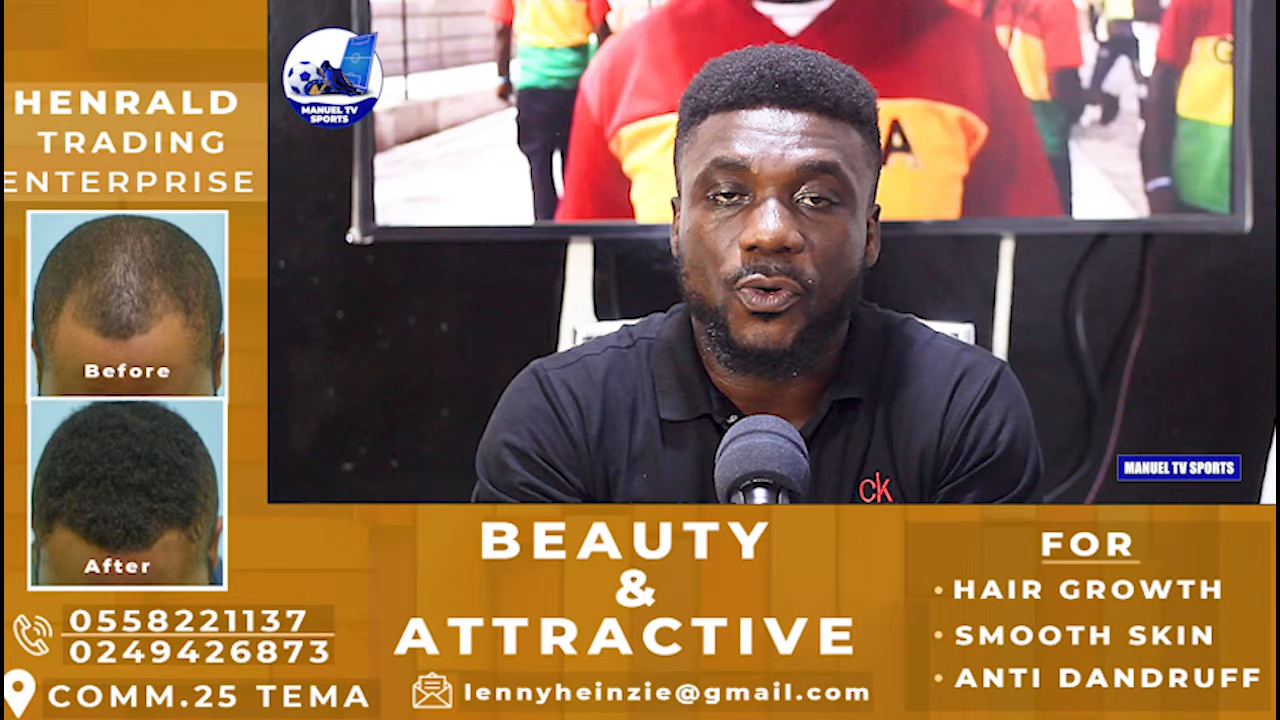 HENRALD
TRADING
ENTERPRISE
Before
After
0558221137
0249426873
COMM.25 TEMA
MANUEL TV
SPORTS
A
ck
MANUEL TV SPORTS
BEAUTY
&
ATTRACTIVE
lennyheinzie@gmail.com
FOR
• HAIR GROWTH
• SMOOTH SKIN
• ANTI DANDRUFF